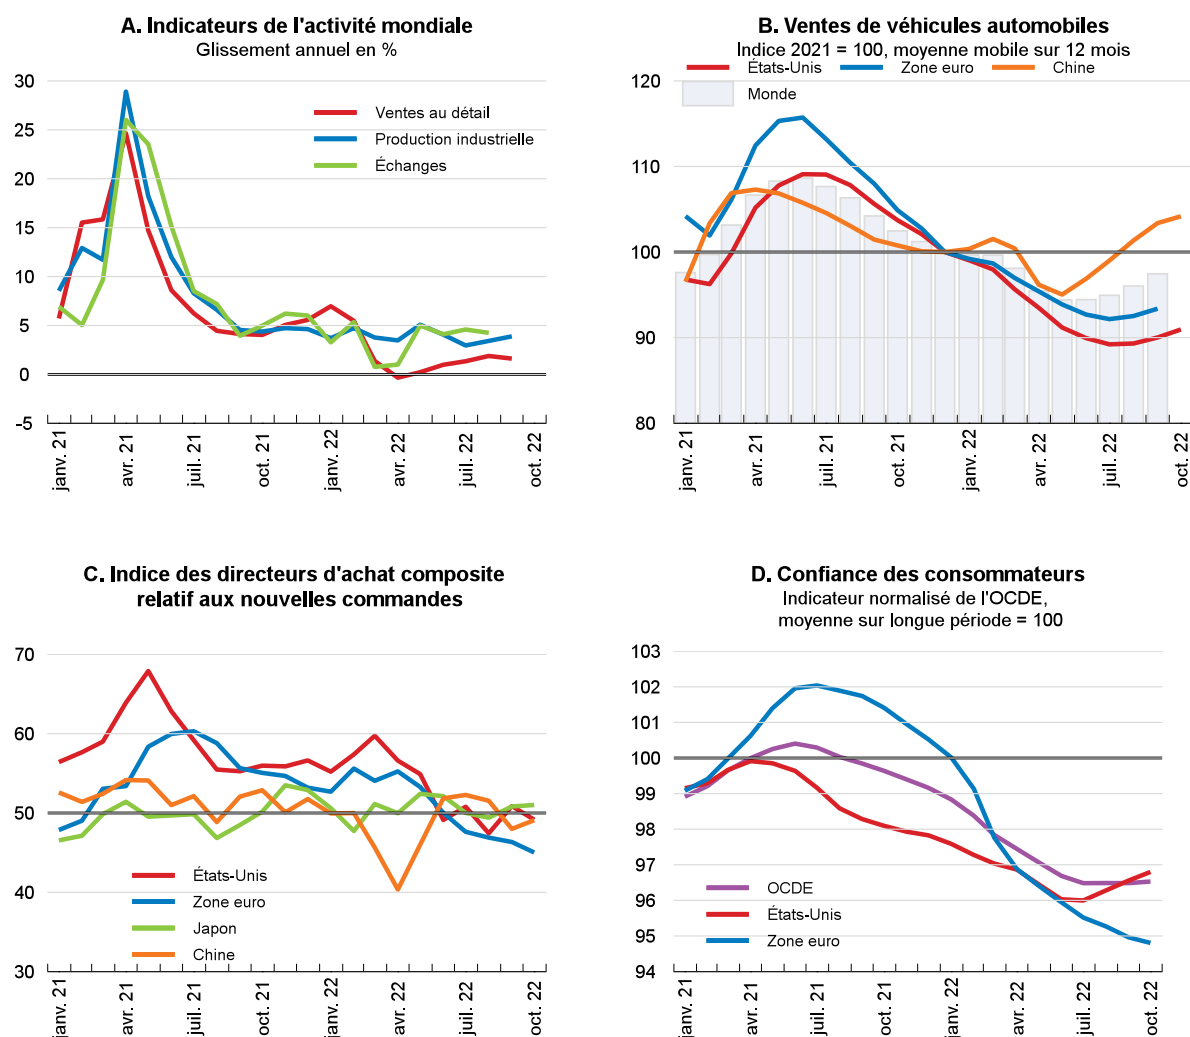 A. Indicateurs de l'activité mondiale
Glissement annuel en %
30
25
20
15
10
5
0
-5
Ventes au détail
Production industrielle
Échanges
janv. 21
avr. 21
juil. 21
oct. 21
janv. 22
avr. 22
juil. 22
oct. 22
B. Ventes de véhicules automobiles
Indice 2021 = 100, moyenne mobile sur 12 mois
États-Unis
Zone euro
Chine
Monde
120
110
100
90
80
janv. 21
avr. 21
juil. 21
oct. 21
janv. 22
avr. 22
juil. 22
oct. 22
C. Indice des directeurs d'achat composite
relatif aux nouvelles commandes
70
60
50
40
30
États-Unis
Zone euro
Japon
Chine
janv. 21
avr. 21
juil. 21
oct. 21
janv. 22
avr. 22
juil. 22
oct. 22
D. Confiance des consommateurs
Indicateur normalisé de l'OCDE,
moyenne sur longue période = 100
103
102
101
100
99
98
97
96
95
94
OCDE
États-Unis
Zone euro
janv. 21
avr. 21
juil. 21
oct. 21
janv. 22
avr. 22
juil. 22
oct. 22